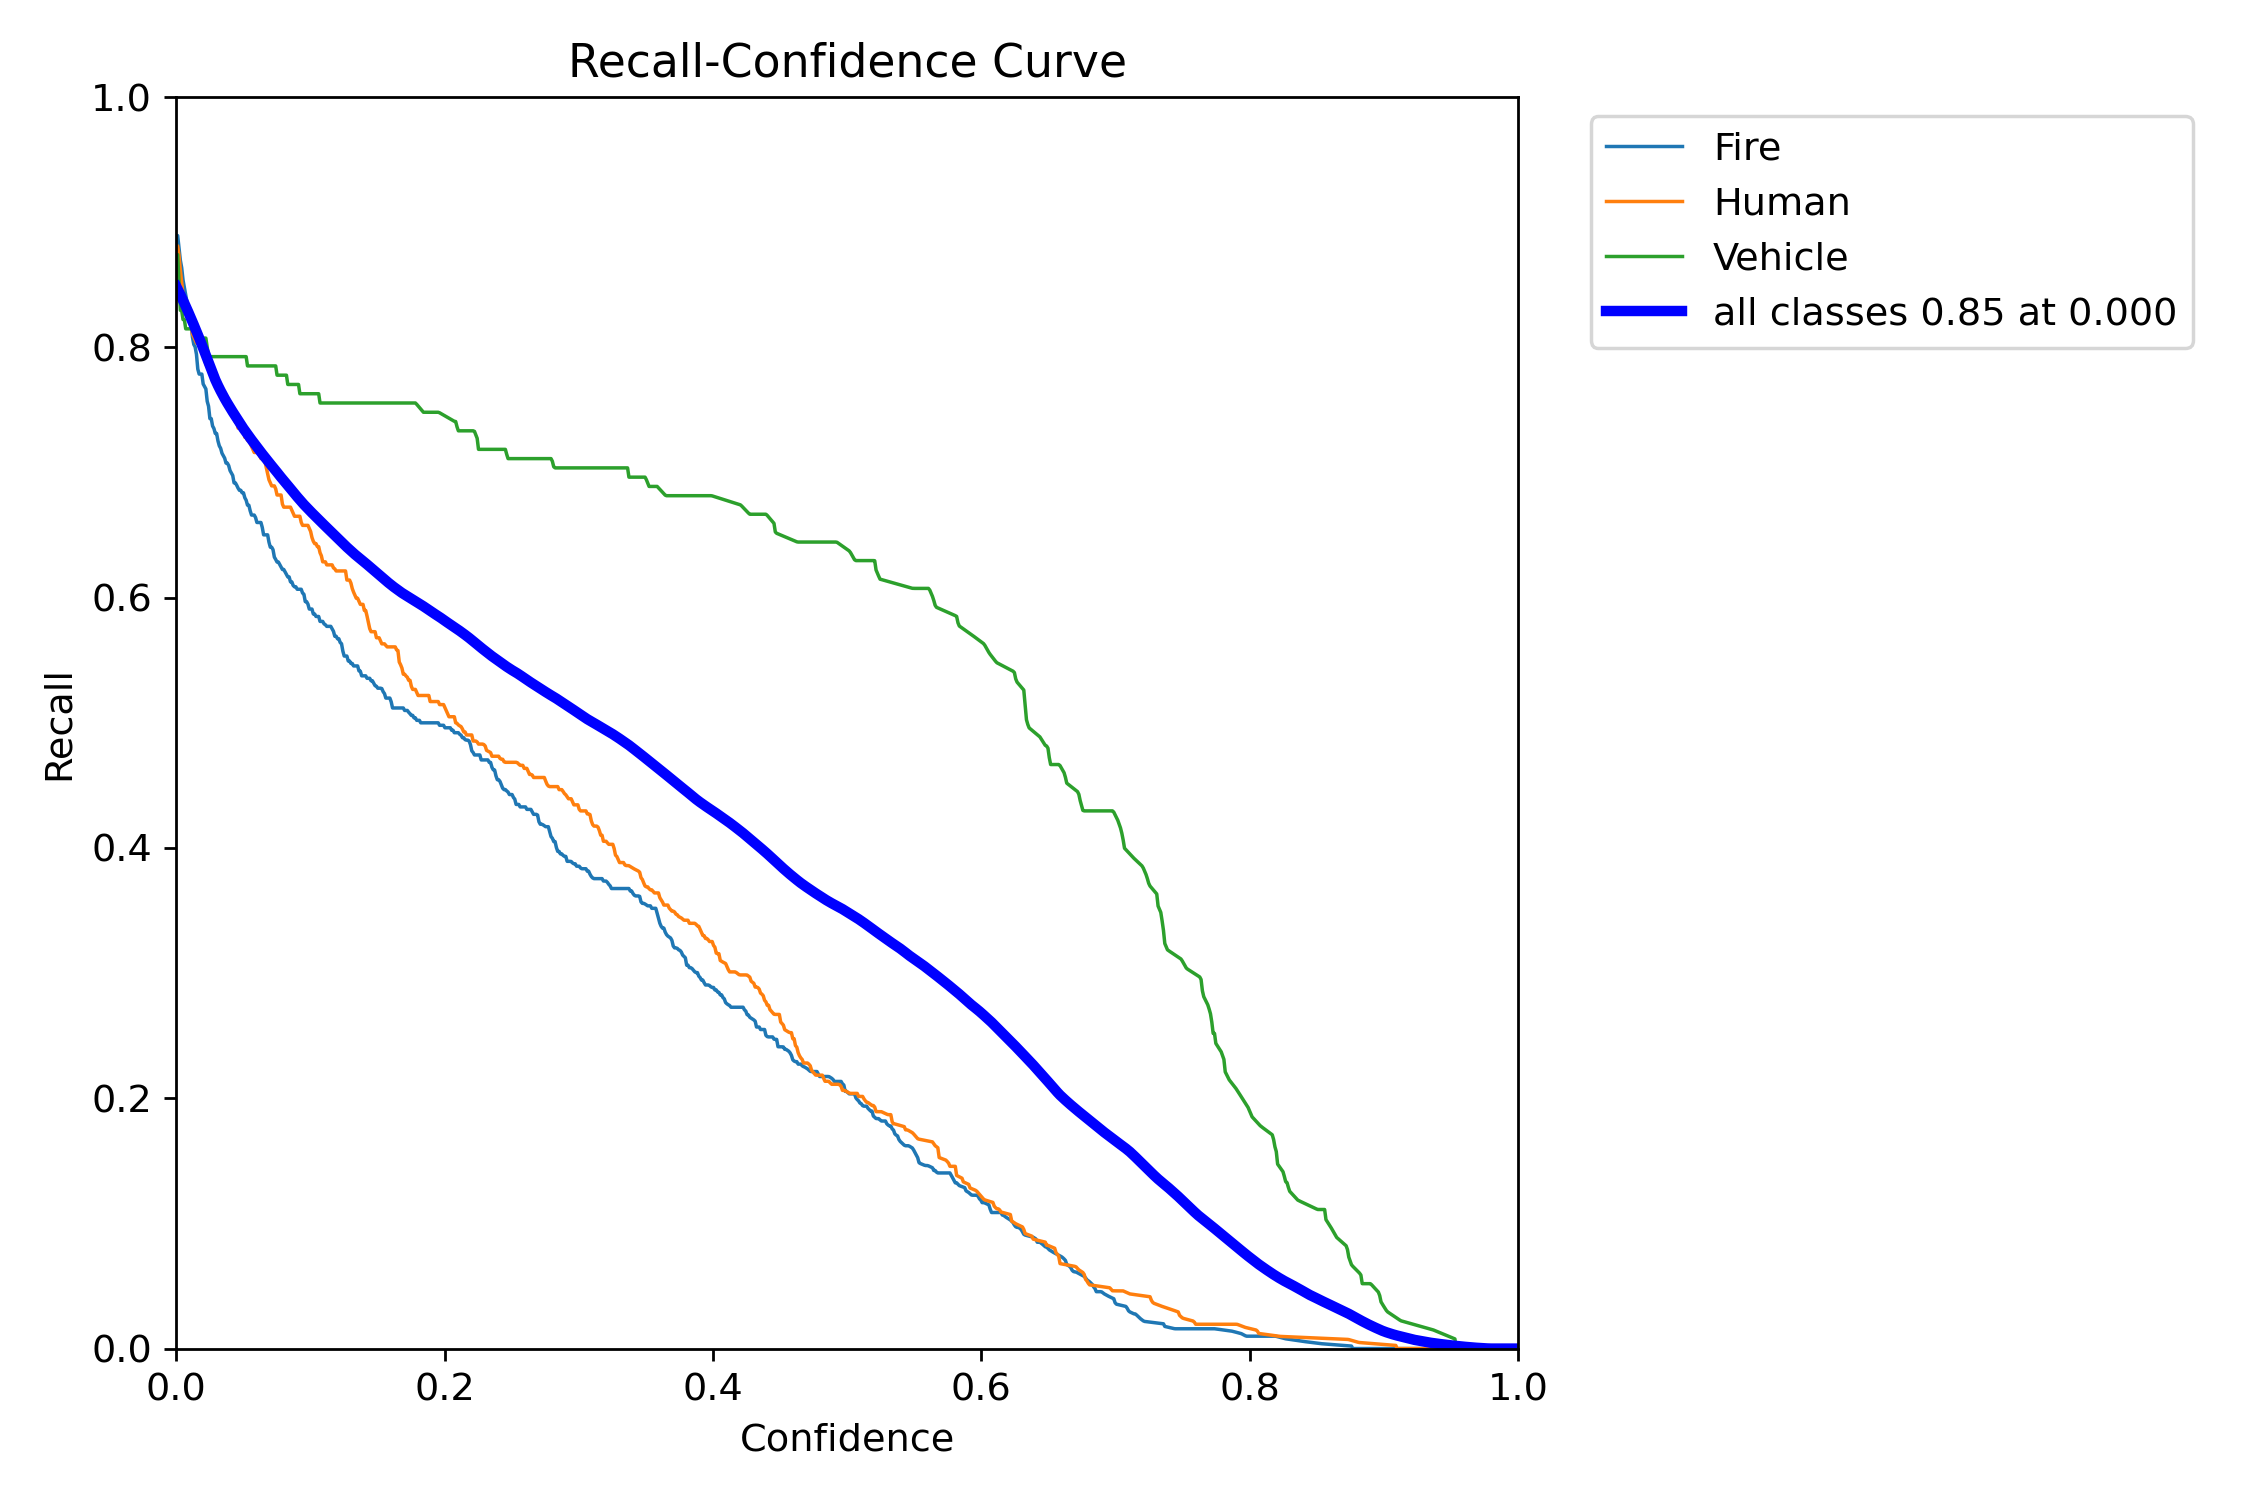 Recall-Confidence Curve
1.0
0.8
0.6
0.4
0.2
0.0
Recall
0.0 0.2 0.4 0.6 0.8 1.0
Confidence
Fire
Human
Vehicle
all classes 0.85 at 0.000